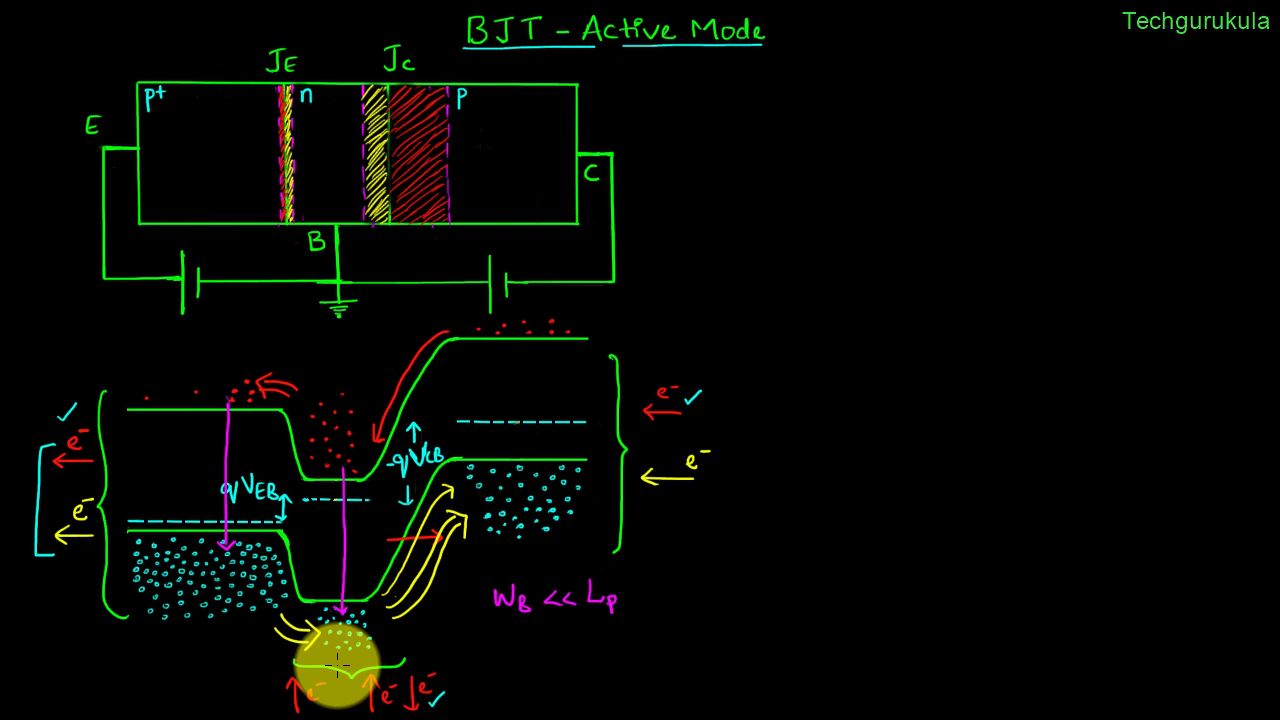 Techgurukula
BJT - Active Mode
JE
JC
p+
n
p
E
C
B
e-
e-
qVEB
-qVCB
e-
e-
WB << Lp
e-
e-
e-